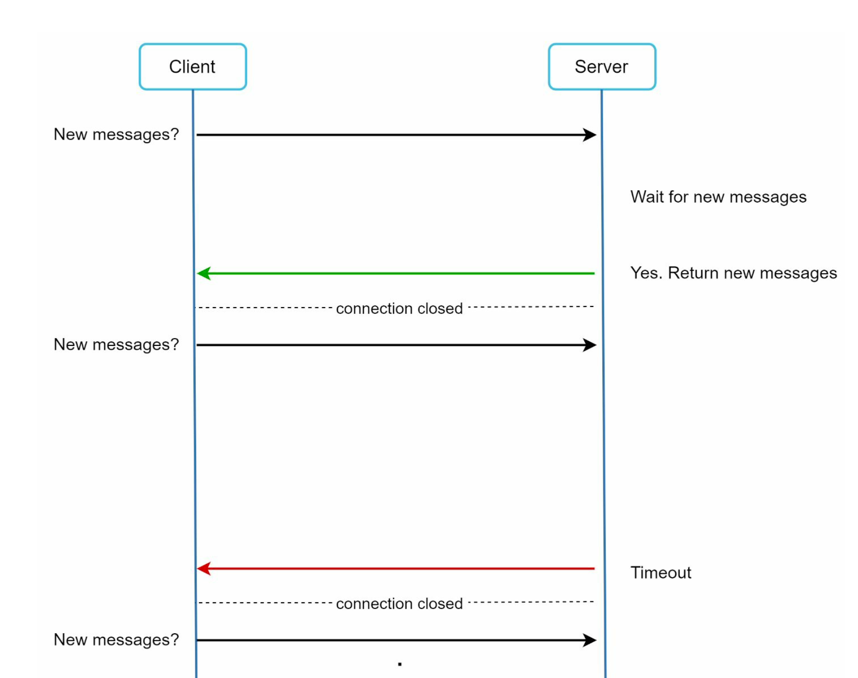 Client
Server
New messages?
Wait for new messages
Yes. Return new messages
connection closed
New messages?
Timeout
connection closed
New messages?